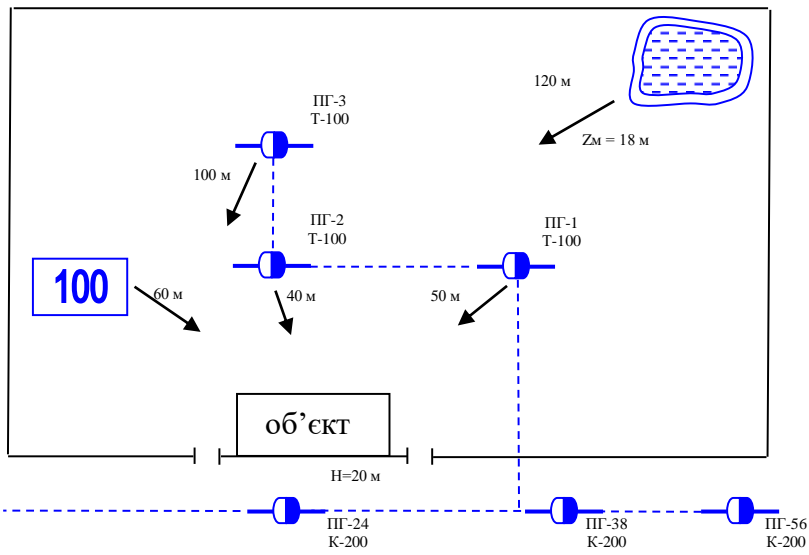 120 м
ПГ-3
Т-100
Zм = 18 м
100 м
ПГ-2
Т-100
ПГ-1
Т-100
100
60 м
40 м
50 м
об’єкт
Н=20 м
ПГ-24
К-200
ПГ-38
К-200
ПГ-56
К-200